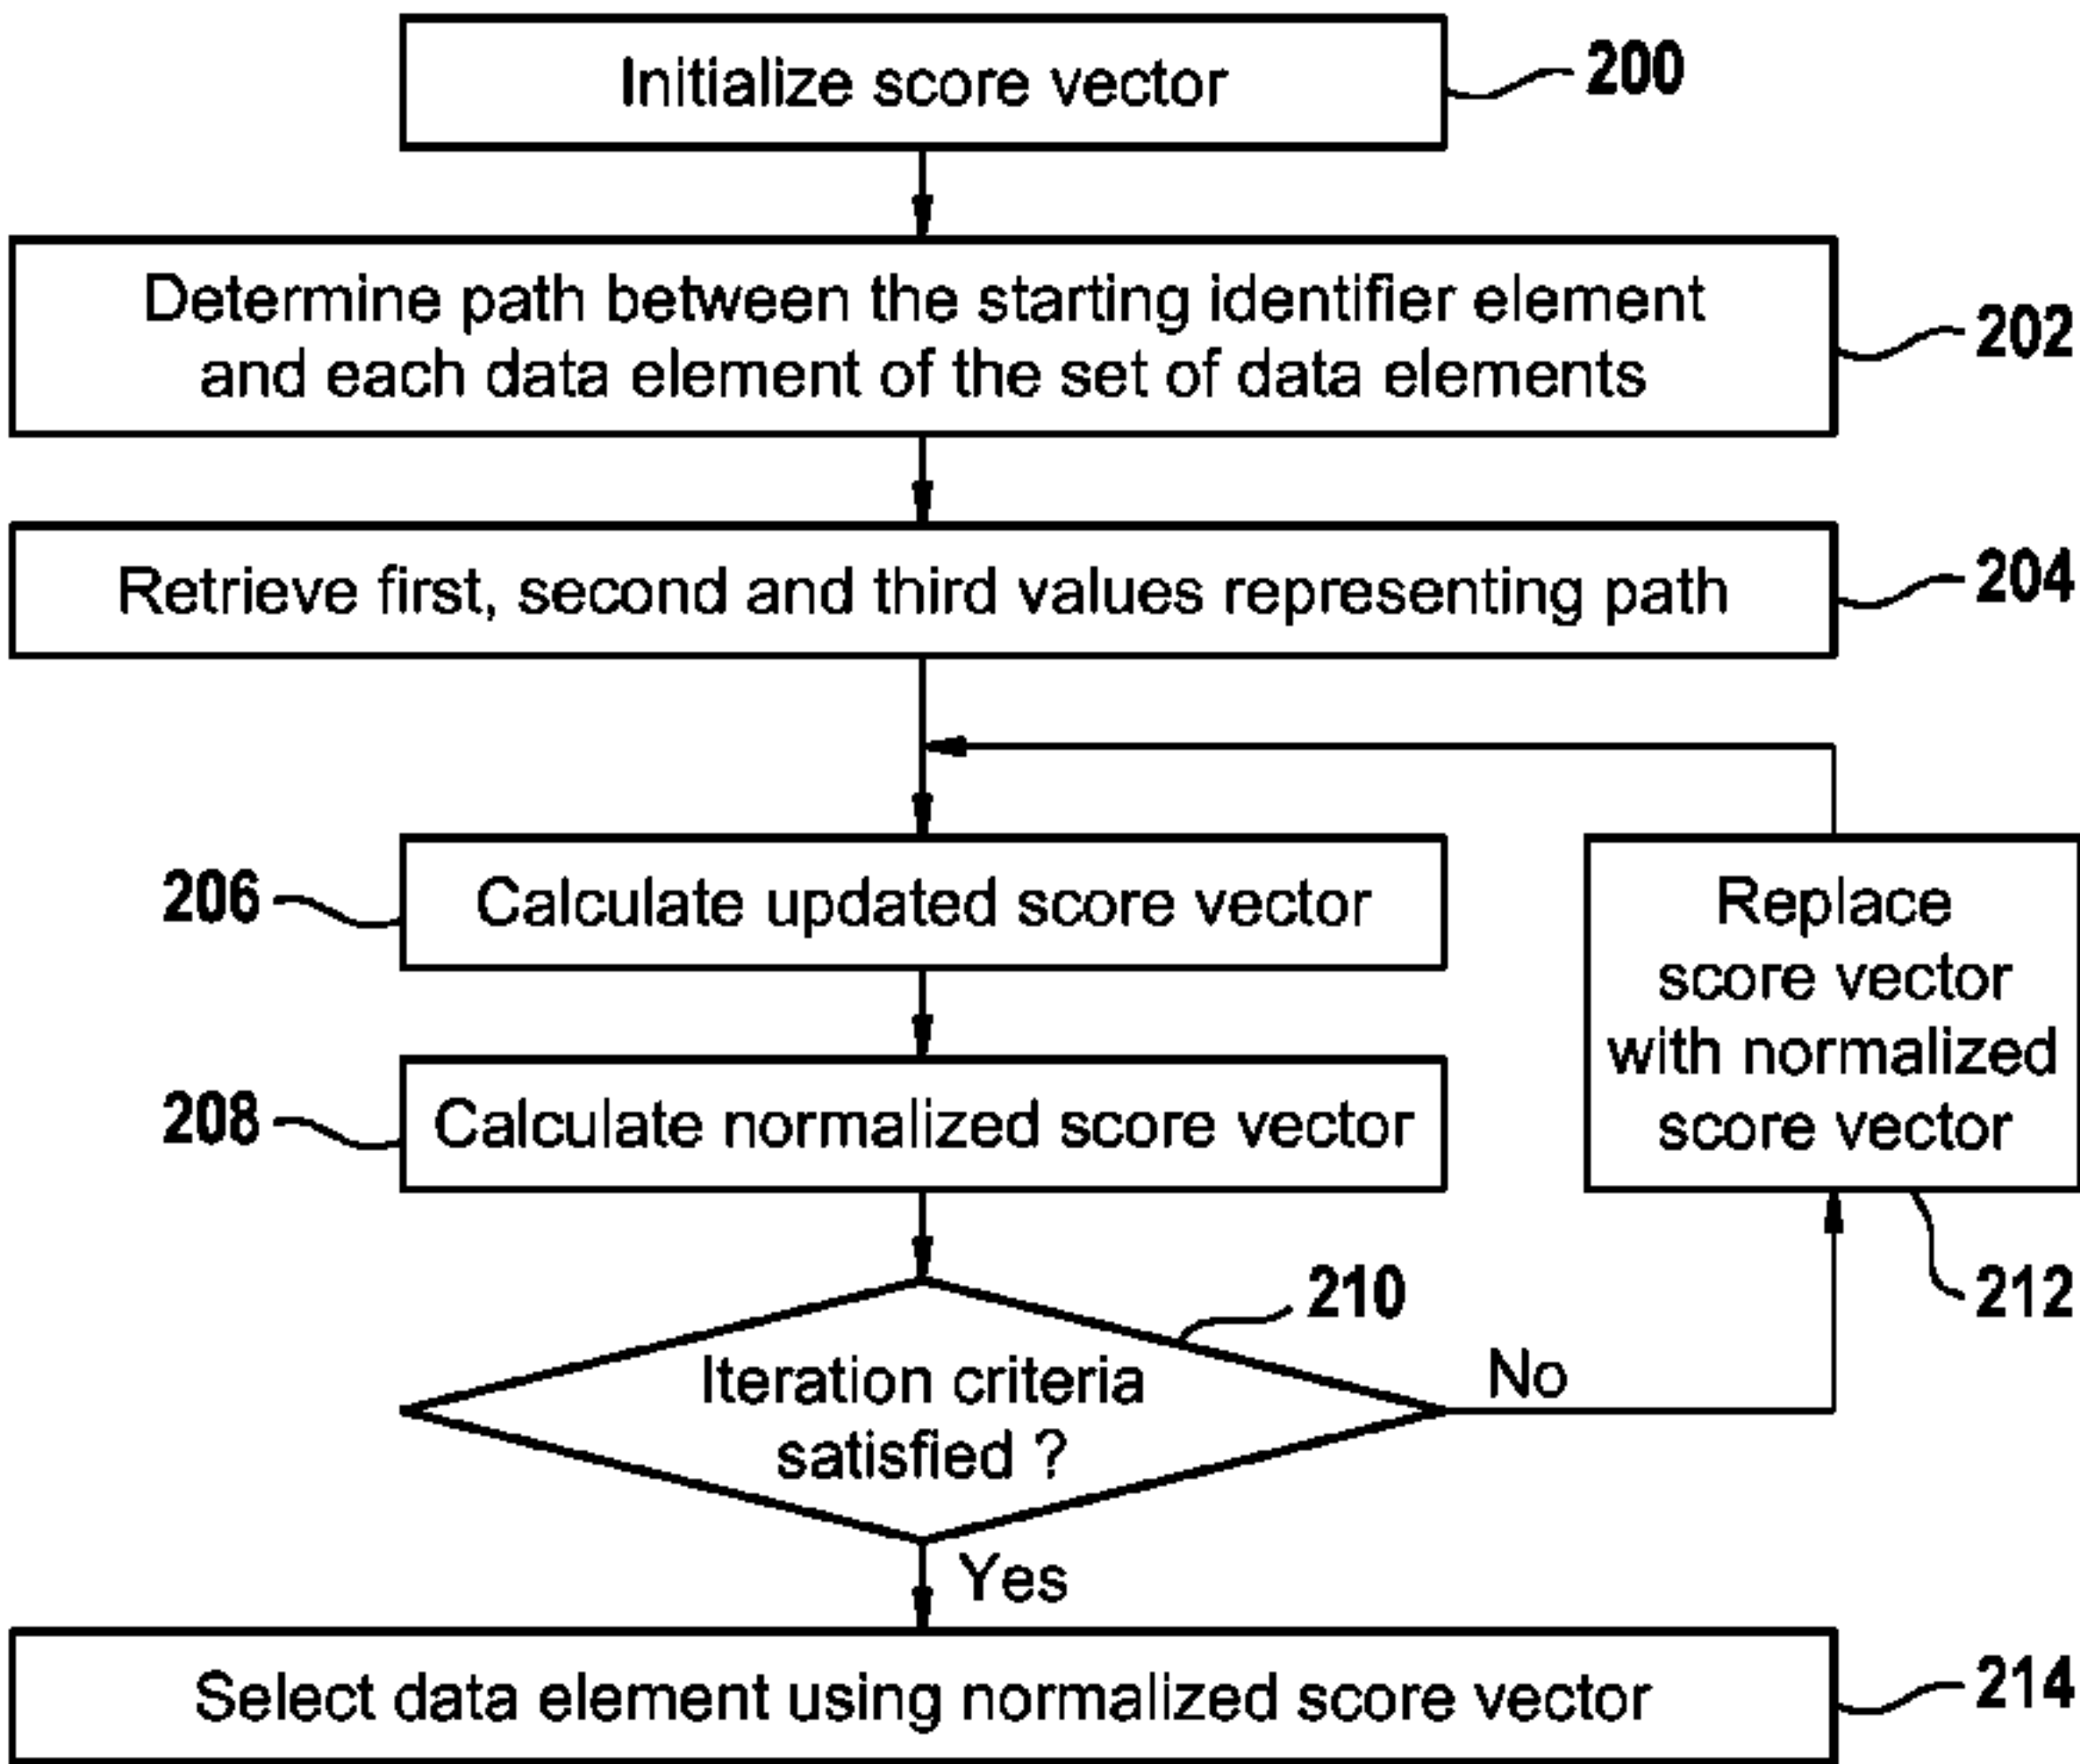 Initialize score vector
200
Determine path between the starting identifier element
and each data element of the set of data elements
202
Retrieve first, second and third values representing path
204
206
Calculate updated score vector
Replace
score vector
with normalized
score vector
208
Calculate normalized score vector
212
210
Iteration criteria
satisfied ?
No
Yes
Select data element using normalized score vector
214